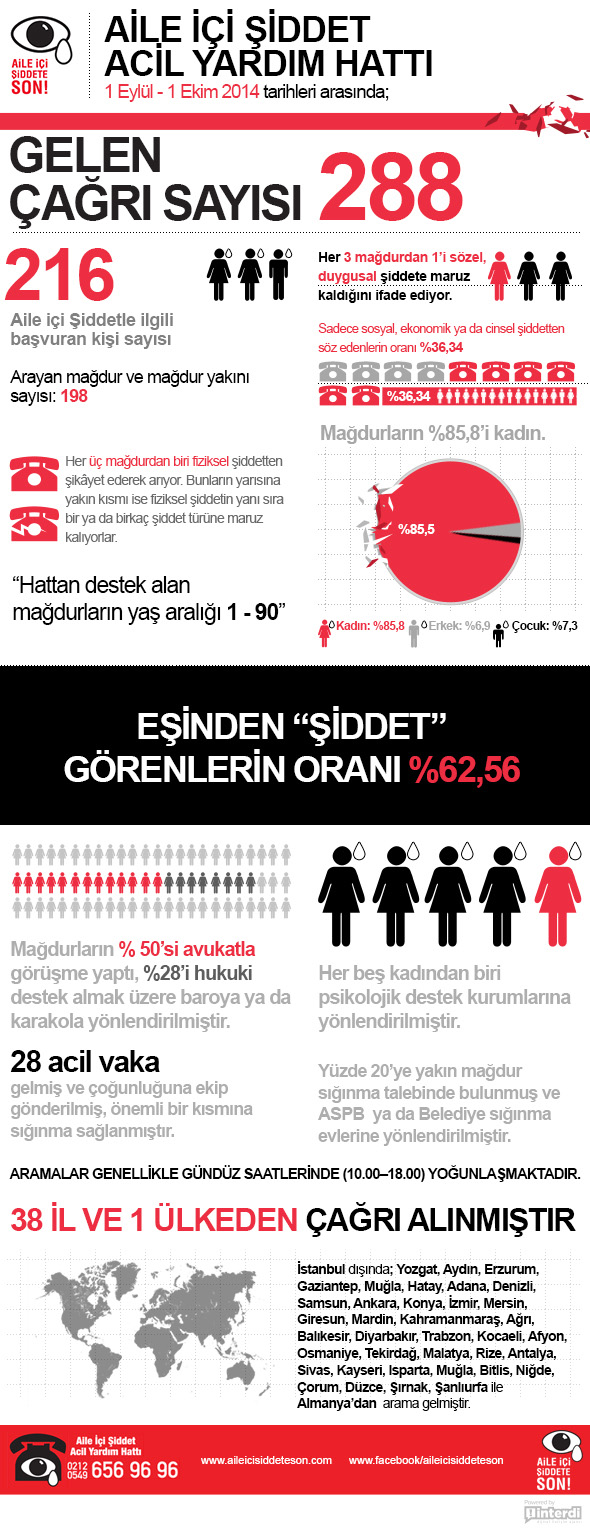 AİLE İÇİ
ŞİDDETE
SON!
AİLE İÇİ ŞİDDET
ACİL YARDIM HATTI
1 Eylül - 1 Ekim 2014 tarihleri arasında;
GELEN
ÇAĞRI SAYISI 288
216
Aile içi Şiddetle ilgili
başvuran kişi sayısı
Arayan mağdur ve mağdur yakını
sayısı: 198
Her 3 mağdurdan 1'i sözel,
duygusal şiddete maruz
kaldığını ifade ediyor.
Sadece sosyal, ekonomik ya da cinsel şiddetten
söz edenlerin oranı %36,34
%36,34
Her üç mağdurdan biri fiziksel şiddetten
şikâyet ederek arıyor. Bunların yarısına
yakın kısmı ise fiziksel şiddetin yanı sıra
bir ya da birkaç şiddet türüne maruz
kalıyorlar.
“Hattan destek alan
mağdurların yaş aralığı 1 - 90”
Mağdurların %85,8'i kadın.
%85,5
Kadın: %85,8 Erkek: %6,9 Çocuk: %7,3
EŞİNDEN “ŞİDDET”
GÖRENLERİN ORANI %62,56
Mağdurların % 50'si avukatla
görüşme yaptı, %28'i hukuki
destek almak üzere baroya ya da
karakola yönlendirilmiştir.
28 acil vaka
gelmiş ve çoğunluğuna ekip
gönderilmiş, önemli bir kısmına
sığınma sağlanmıştır.
Her beş kadından biri
psikolojik destek kurumlarına
yönlendirilmiştir.
Yüzde 20'ye yakın mağdur
sığınma talebinde bulunmuş ve
ASPB ya da Belediye sığınma
evlerine yönlendirilmiştir.
ARAMALAR GENELLİKLE GÜNDÜZ SAATLERİNDE (10.00–18.00) YOĞUNLAŞMAKTADIR.
38 İL VE 1 ÜLKEDEN ÇAĞRI ALINMIŞTIR
İstanbul dışında; Yozgat, Aydın, Erzurum,
Gaziantep, Muğla, Hatay, Adana, Denizli,
Samsun, Ankara, Konya, İzmir, Mersin,
Giresun, Mardin, Kahramanmaraş, Ağrı,
Balıkesir, Diyarbakır, Trabzon, Kocaeli, Afyon,
Osmaniye, Tekirdağ, Malatya, Rize, Antalya,
Sivas, Kayseri, Isparta, Muğla, Bitlis, Niğde,
Çorum, Düzce, Şırnak, Şanlıurfa ile
Almanya'dan arama gelmiştir.
Aile İçi Şiddet
Acil Yardım Hattı
0212
0549 656 96 96
www.aileicisiddeteson.com www.facebook/aileicisiddeteson
AİLE İÇİ
ŞİDDETE
SON!
Powered by
interdi